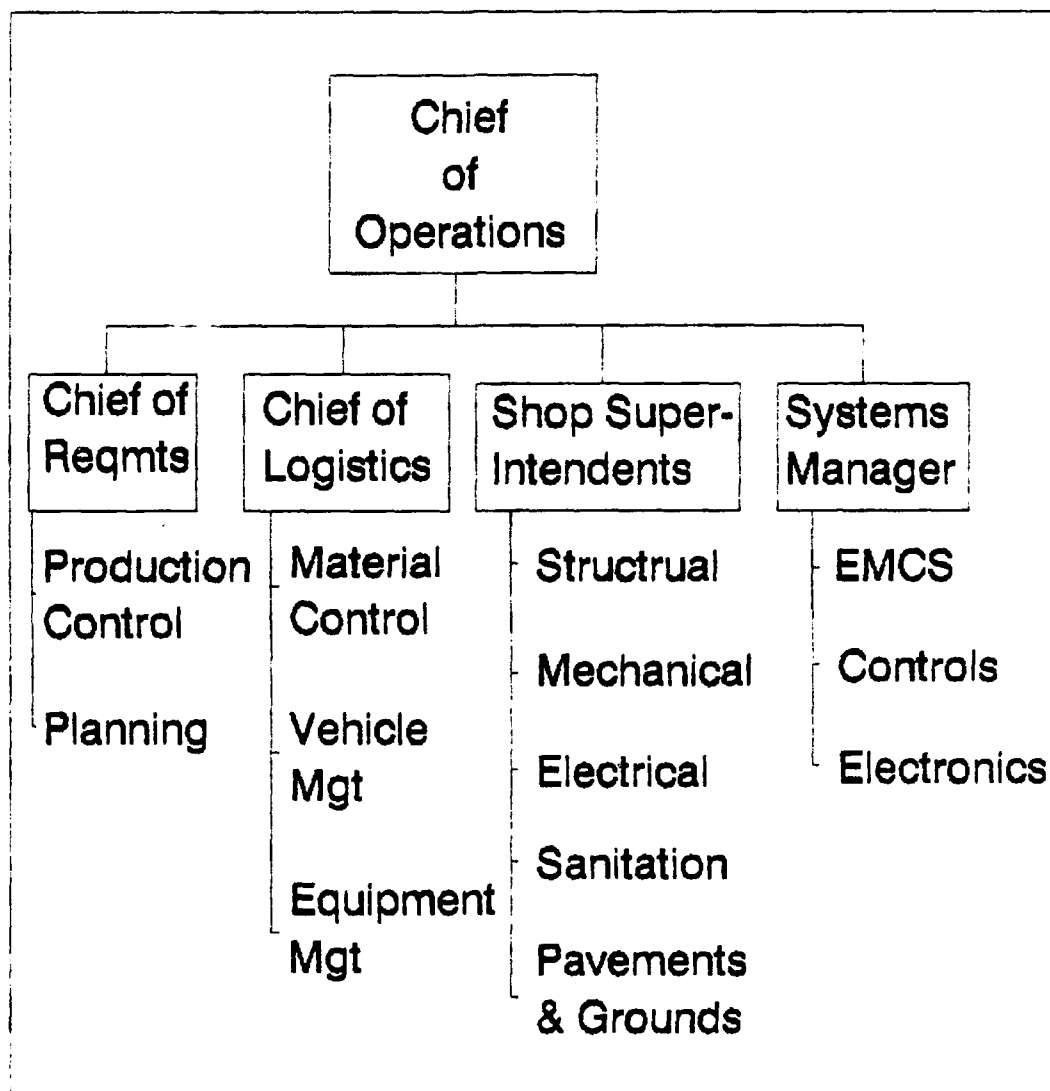 Chief
of
Operations
Chief of
Reqmts
Chief of
Logistics
Shop Super-
Intendents
Systems
Manager
Production
Control
Planning
Material
Control
Vehicle
Mgt
Equipment
Mgt
Structrual
Mechanical
Electrical
Sanitation
Pavements
& Grounds
EMCS
Controls
Electronics